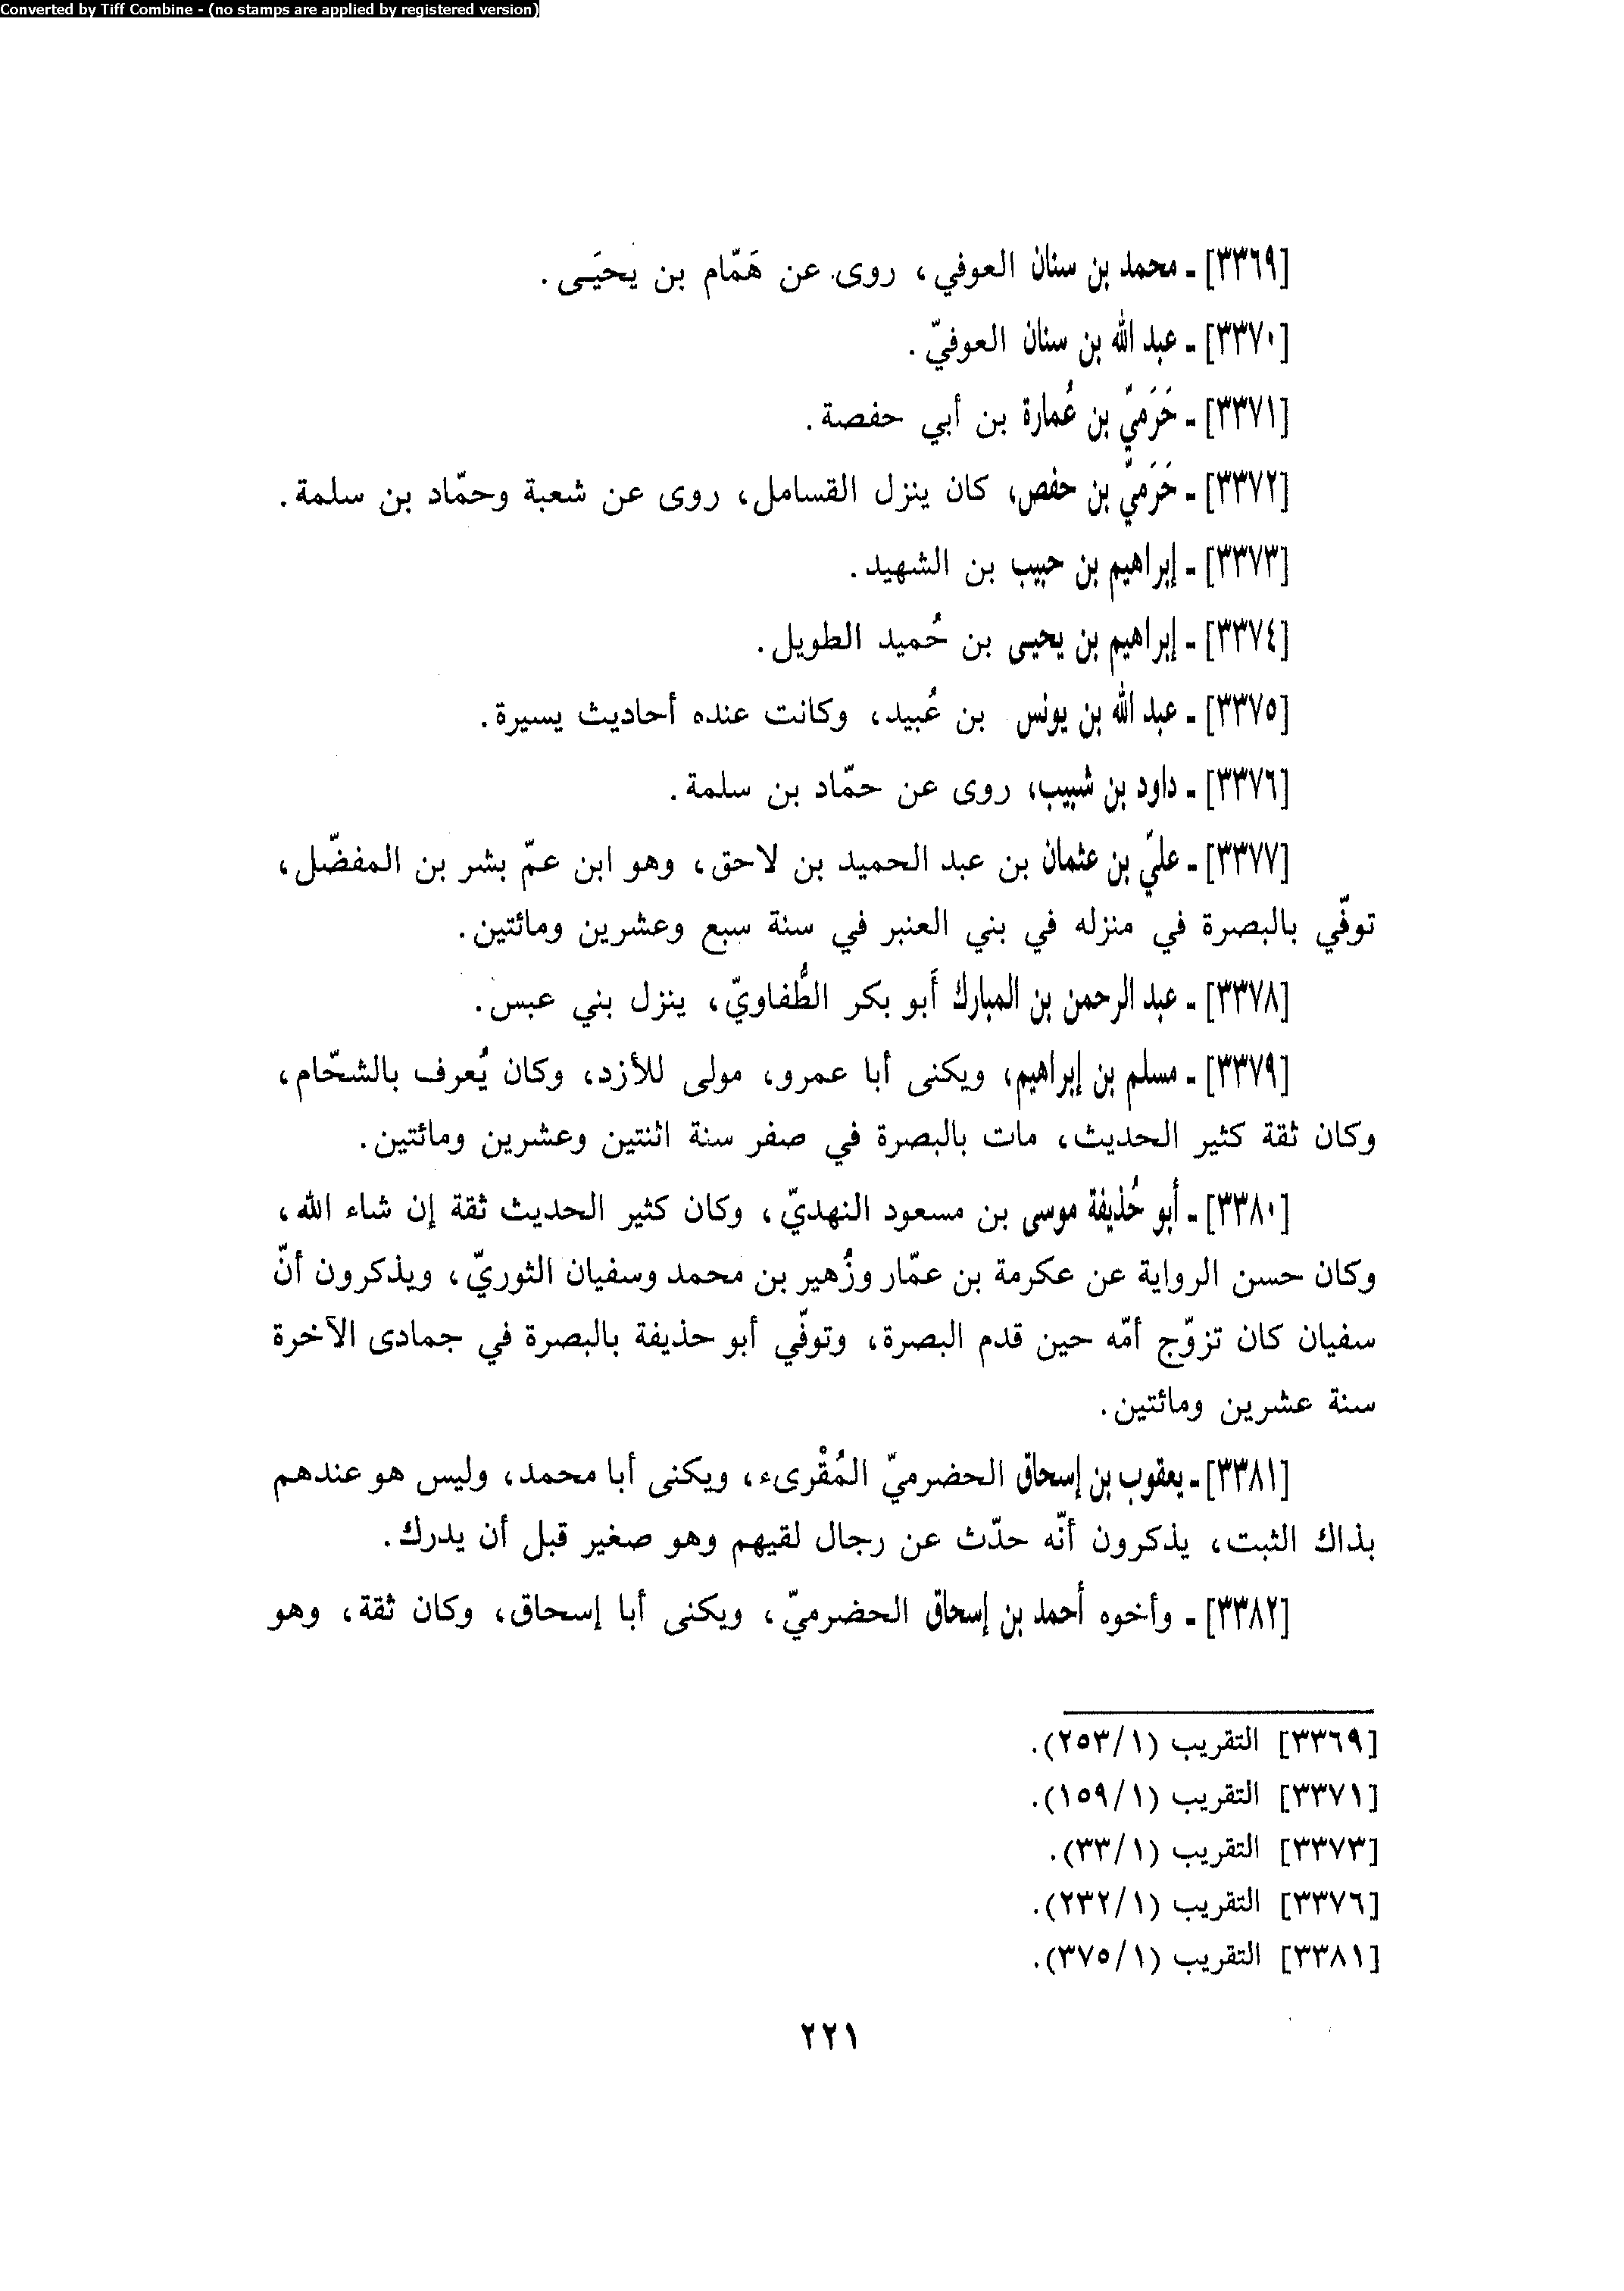 Converted by Tiff Combine - (no stamps are applied by registered version)
[٣٣٦٩] ـ محمد بن سنان العوفي، روى عن هَمّام بن يحيَـى.
[٣٣٧٠] ـ عبد الله بن سنان العوفيّ.
[٣٣٧١] ـ حَرَميّ بن عُمارة بن أبي حفصة.
[٣٣٧٢] ـ حَرَميّ بن حفص، كان ينزل القسامل، روى عن شعبة وحمّاد بن سلمة.
[٣٣٧٣] ـ إبراهيم بن حبيب بن الشهيد.
[٣٣٧٤] ـ إبراهيم بن يحيى بن حُميد الطويل.
[٣٣٧٥] ـ عبد الله بن يونس بن عُبيد، وكانت عنده أحاديث يسيرة.
[٣٣٧٦] ـ داود بن شبيب، روى عن حمّاد بن سلمة.
[٣٣٧٧] ـ عليّ بن عثمان بن عبد الحميد بن لاحق، وهو ابن عمّ بشر بن المفضّل،
توفّي بالبصرة في منزله في بني العنبر في سنة سبع وعشرين ومائتين.
[٣٣٧٨] ـ عبد الرحمن بن المبارك أَبو بكر الطُّفاويّ، ينزل بني عبس.
[٣٣٧٩] ـ مسلم بن إبراهيم، ويكنى أبا عمرو، مولى للأزد، وكان يُعرف بالشحّام،
وكان ثقة كثير الحديث، مات بالبصرة في صفر سنة اثنتين وعشرين ومائتين.
[٣٣٨٠] ـ أبو حُذيفة موسى بن مسعود النهديّ، وكان كثير الحديث ثقة إن شاء الله،
وكان حسن الرواية عن عكرمة بن عمّار وزُهير بن محمد وسفيان الثوريّ، ويذكرون أنّ
سفيان كان تزوّج أمّه حين قدم البصرة، وتوفّي أبو حذيفة بالبصرة في جمادى الآخرة
سنة عشرين ومائتين.
[٣٣٨١] ـ يعقوب بن إسحاق الحضرميّ المُقْرىء، ويكنى أبا محمد، وليس هو عندهم
بذاك الثبت، يذكرون أنّه حدّث عن رجال لقيهم وهو صغير قبل أن يدرك.
[٣٣٨٢] ـ وأخوه أحمد بن إسحاق الحضرميّ، ويكنى أبا إسحاق، وكان ثقة، وهو
[٣٣٦٩] التقريب (٢٥٣/١).
[٣٣٧١] التقريب (١٥٩/١).
[٣٣٧٣] التقريب (٣٣/١).
[٣٣٧٦] التقريب (٢٣٢/١).
[٣٣٨١] التقريب (٣٧٥/١).
٢٢١